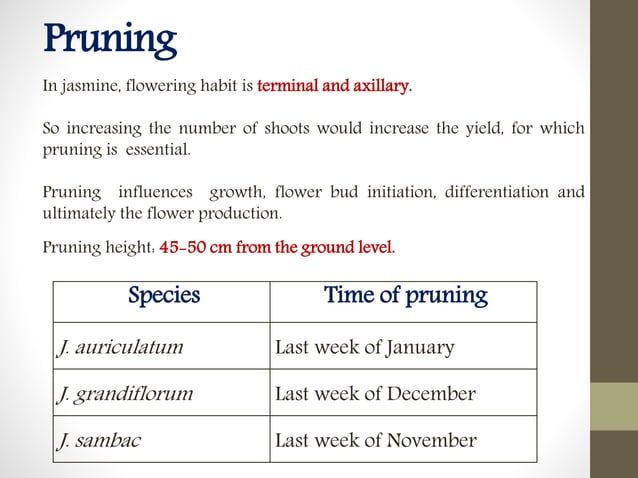 Pruning
In jasmine, flowering habit is terminal and axillary.
So increasing the number of shoots would increase the yield, for which
pruning is essential.
Pruning influences growth, flower bud initiation, differentiation and
ultimately the flower production.
Pruning height: 45-50 cm from the ground level.
Species Time of pruning
J. auriculatum Last week of January
J. grandiflorum Last week of December
J. sambac Last week of November